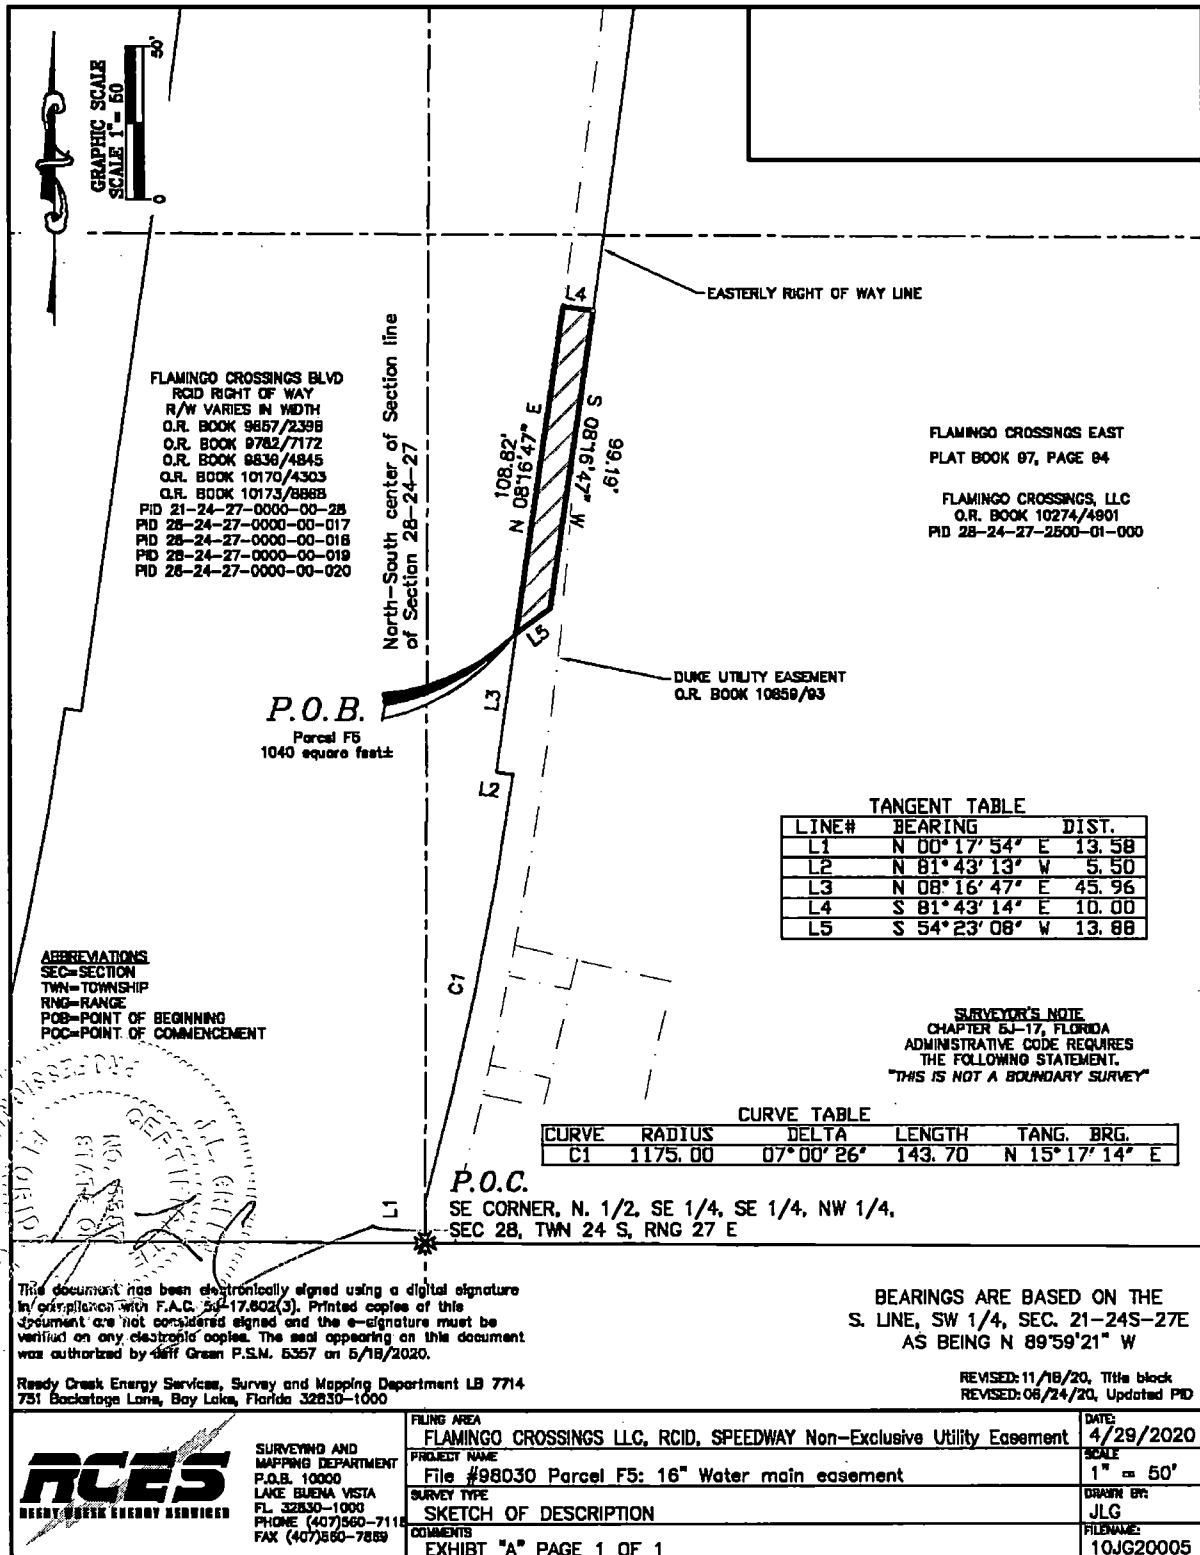 GRAPHIC SCALE
SCALE 1" = 50
50'
0
L4
EASTERLY RIGHT OF WAY LINE
FLAMINGO CROSSINGS BLVD
RCID RIGHT OF WAY
R/W VARIES IN WIDTH
O.R. BOOK 9857/2398
O.R. BOOK 9782/7172
O.R. BOOK 9836/4845
O.R. BOOK 10170/4303
O.R. BOOK 10173/8888
PID 21-24-27-0000-00-28
PID 28-24-27-0000-00-017
PID 28-24-27-0000-00-018
PID 28-24-27-0000-00-019
PID 28-24-27-0000-00-020
North-South center of Section line
of Section 28-24-27
108.82'
N 08°16'47" E
S 08°16'47" W
99.19'
FLAMINGO CROSSINGS EAST
PLAT BOOK 97, PAGE 94
FLAMINGO CROSSINGS, LLC
O.R. BOOK 10274/4901
PID 28-24-27-2500-01-000
L5
DUKE UTILITY EASEMENT
O.R. BOOK 10859/93
L3
P.O.B.
Parcel F5
1040 square feet±
L2
TANGENT TABLE
LINE# BEARING DIST.
L1 N 00° 17' 54" E 13.58
L2 N 81° 43' 13" W 5.50
L3 N 08° 16' 47" E 45.96
L4 S 81° 43' 14" E 10.00
L5 S 54° 23' 08" W 13.88
ABBREVIATIONS
SEC=SECTION
TWN=TOWNSHIP
RNG=RANGE
POB=POINT OF BEGINNING
POC=POINT OF COMMENCEMENT
C1
SURVEYOR'S NOTE
CHAPTER 5J-17, FLORIDA
ADMINISTRATIVE CODE REQUIRES
THE FOLLOWING STATEMENT.
"THIS IS NOT A BOUNDARY SURVEY"
CURVE TABLE
CURVE RADIUS DELTA LENGTH TANG. BRG.
C1 1175.00 07° 00' 26" 143.70 N 15° 17' 14" E
L1
P.O.C.
SE CORNER, N. 1/2, SE 1/4, SE 1/4, NW 1/4,
SEC 28, TWN 24 S, RNG 27 E
This document has been electronically signed using a digital signature
in compliance with F.A.C. 5J-17.602(3). Printed copies of this
document are not considered signed and the e-signature must be
verified on any electronic copies. The seal appearing on this document
was authorized by Jeff Green P.S.M. 5357 on 5/18/2020.
BEARINGS ARE BASED ON THE
S. LINE, SW 1/4, SEC. 21-24S-27E
AS BEING N 89°59'21" W
Reedy Creek Energy Services, Survey and Mapping Department LB 7714
751 Backstage Lane, Bay Lake, Florida 32830-1000
REVISED: 11/18/20, Title block
REVISED: 06/24/20, Updated PID
RCES
REEDY CREEK ENERGY SERVICES
SURVEYING AND
MAPPING DEPARTMENT
P.O.B. 10000
LAKE BUENA VISTA
FL. 32830-1000
PHONE (407)560-7118
FAX (407)560-7889
FILING AREA
FLAMINGO CROSSINGS LLC, RCID, SPEEDWAY Non-Exclusive Utility Easement
PROJECT NAME
File #98030 Parcel F5: 16" Water main easement
SURVEY TYPE
SKETCH OF DESCRIPTION
COMMENTS
EXHIBT "A" PAGE 1 OF 1
DATE:
4/29/2020
SCALE
1" = 50'
DRAWN BY:
JLG
FILENAME:
10JG20005